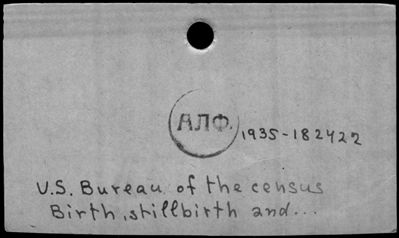 АЛФ.
1935-182422
U.S. Bureau of the census
Birth, stillbirth and...